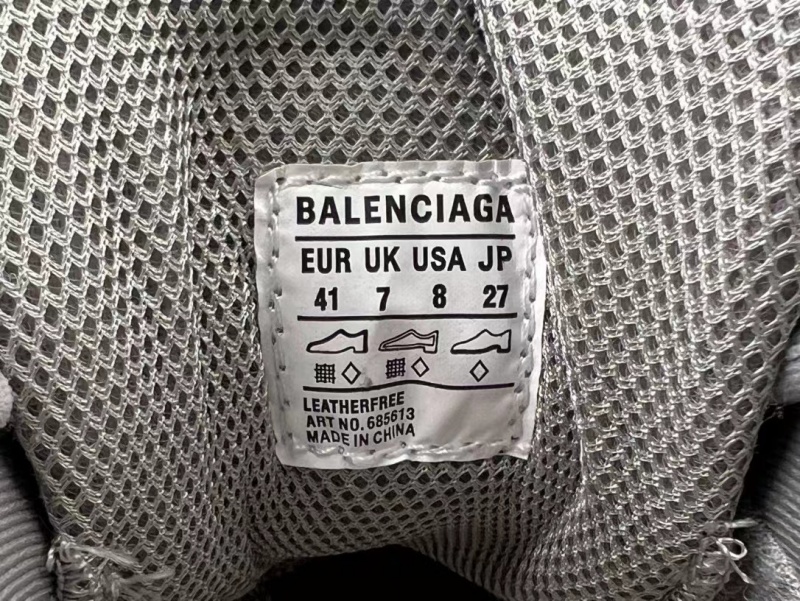 BALENCIAGA
EUR UK USA JP
41 7 8 27
LEATHERFREE
ART NO. 685613
MADE IN CHINA